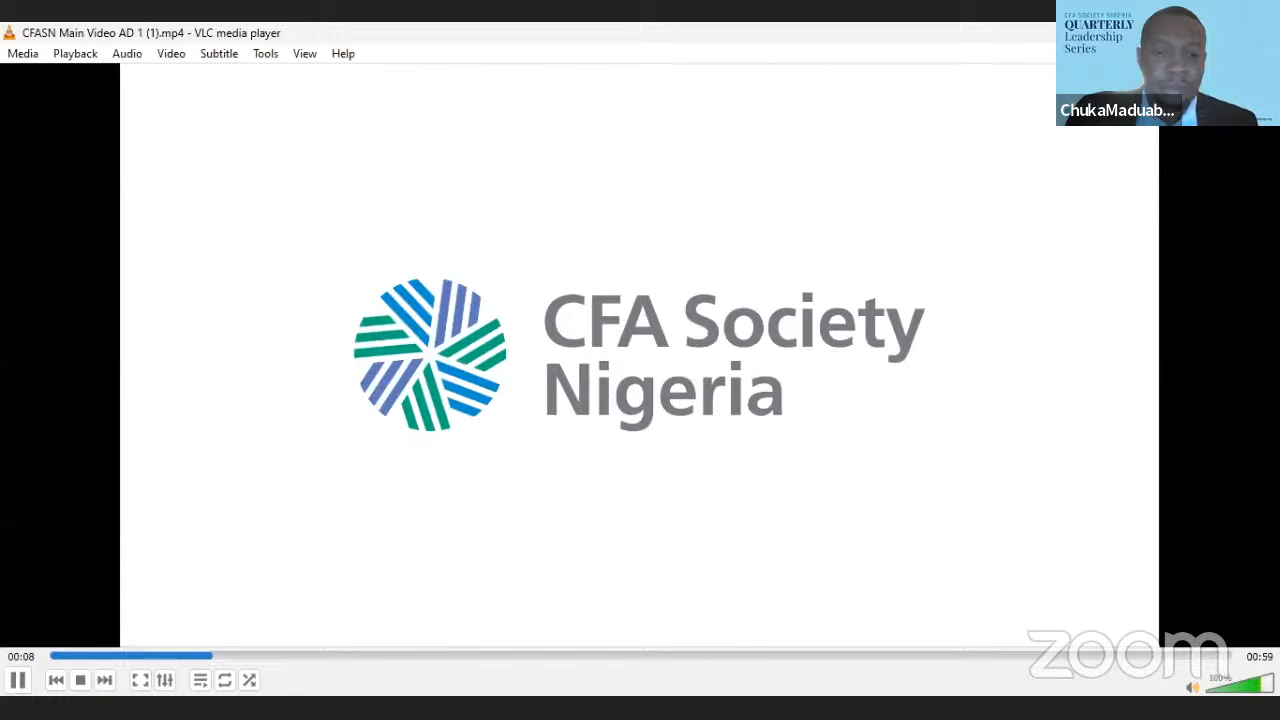 CFASN Main Video AD 1 (1).mp4 - VLC media player
Media Playback Audio Video Subtitle Tools View Help
CFA SOCIETY NIGERIA
QUARTERLY
Leadership
Series
ChukaMaduab...
CFA Society
Nigeria
zoom
00:08
00:59
100%